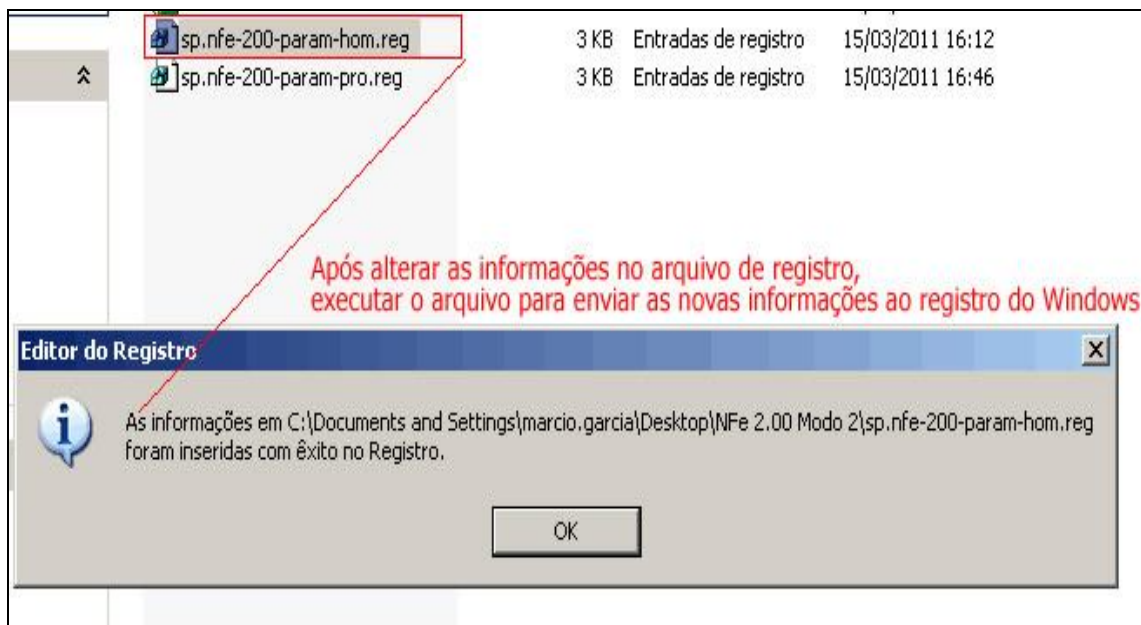 sp.nfe-200-param-hom.reg 3 KB Entradas de registro 15/03/2011 16:12
sp.nfe-200-param-pro.reg 3 KB Entradas de registro 15/03/2011 16:46
Após alterar as informações no arquivo de registro,
executar o arquivo para enviar as novas informações ao registro do Windows
Editor do Registro
As informações em C:\Documents and Settings\marcio.garcia\Desktop\NFe 2.00 Modo 2\sp.nfe-200-param-hom.reg
foram inseridas com êxito no Registro.
OK